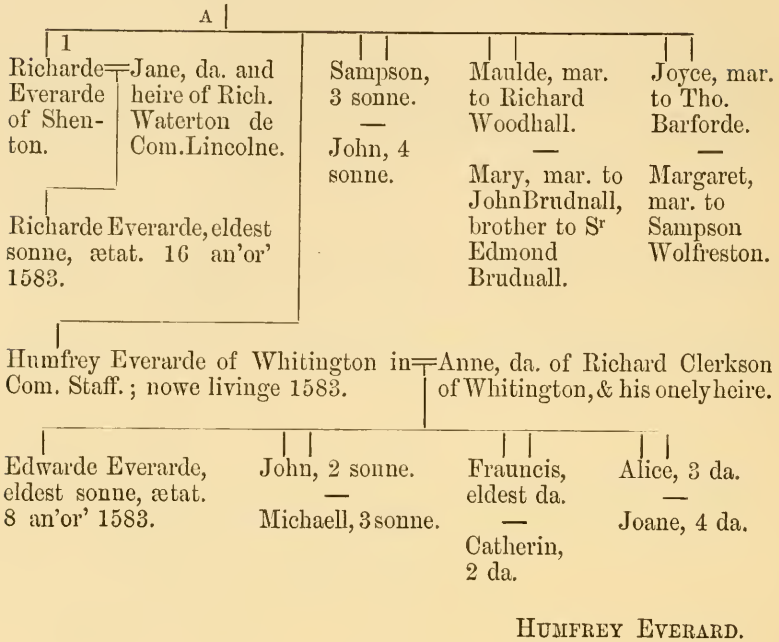 A
1
Richarde
Everarde
of Shen-
ton.
Jane, da. and
heire of Rich.
Waterton de
Com. Lincolne.
Sampson,
3 sonne.
—
John, 4
sonne.
Maulde, mar.
to Richard
Woodhall.
—
Mary, mar. to
John Brudnall,
brother to Sʳ
Edmond
Brudnall.
Joyce, mar.
to Tho.
Barforde.
—
Margaret,
mar. to
Sampson
Wolfreston.
Richarde Everarde, eldest
sonne, ætat. 16 an'or'
1583.
Humfrey Everarde of Whitington in
Com. Staff.; nowe livinge 1583.
Anne, da. of Richard Clerkson
of Whitington, & his onely heire.
Edwarde Everarde,
eldest sonne, ætat.
8 an'or' 1583.
John, 2 sonne.
—
Michaell, 3 sonne.
Frauncis,
eldest da.
—
Catherin,
2 da.
Alice, 3 da.
—
Joane, 4 da.
HUMFREY EVERARD.